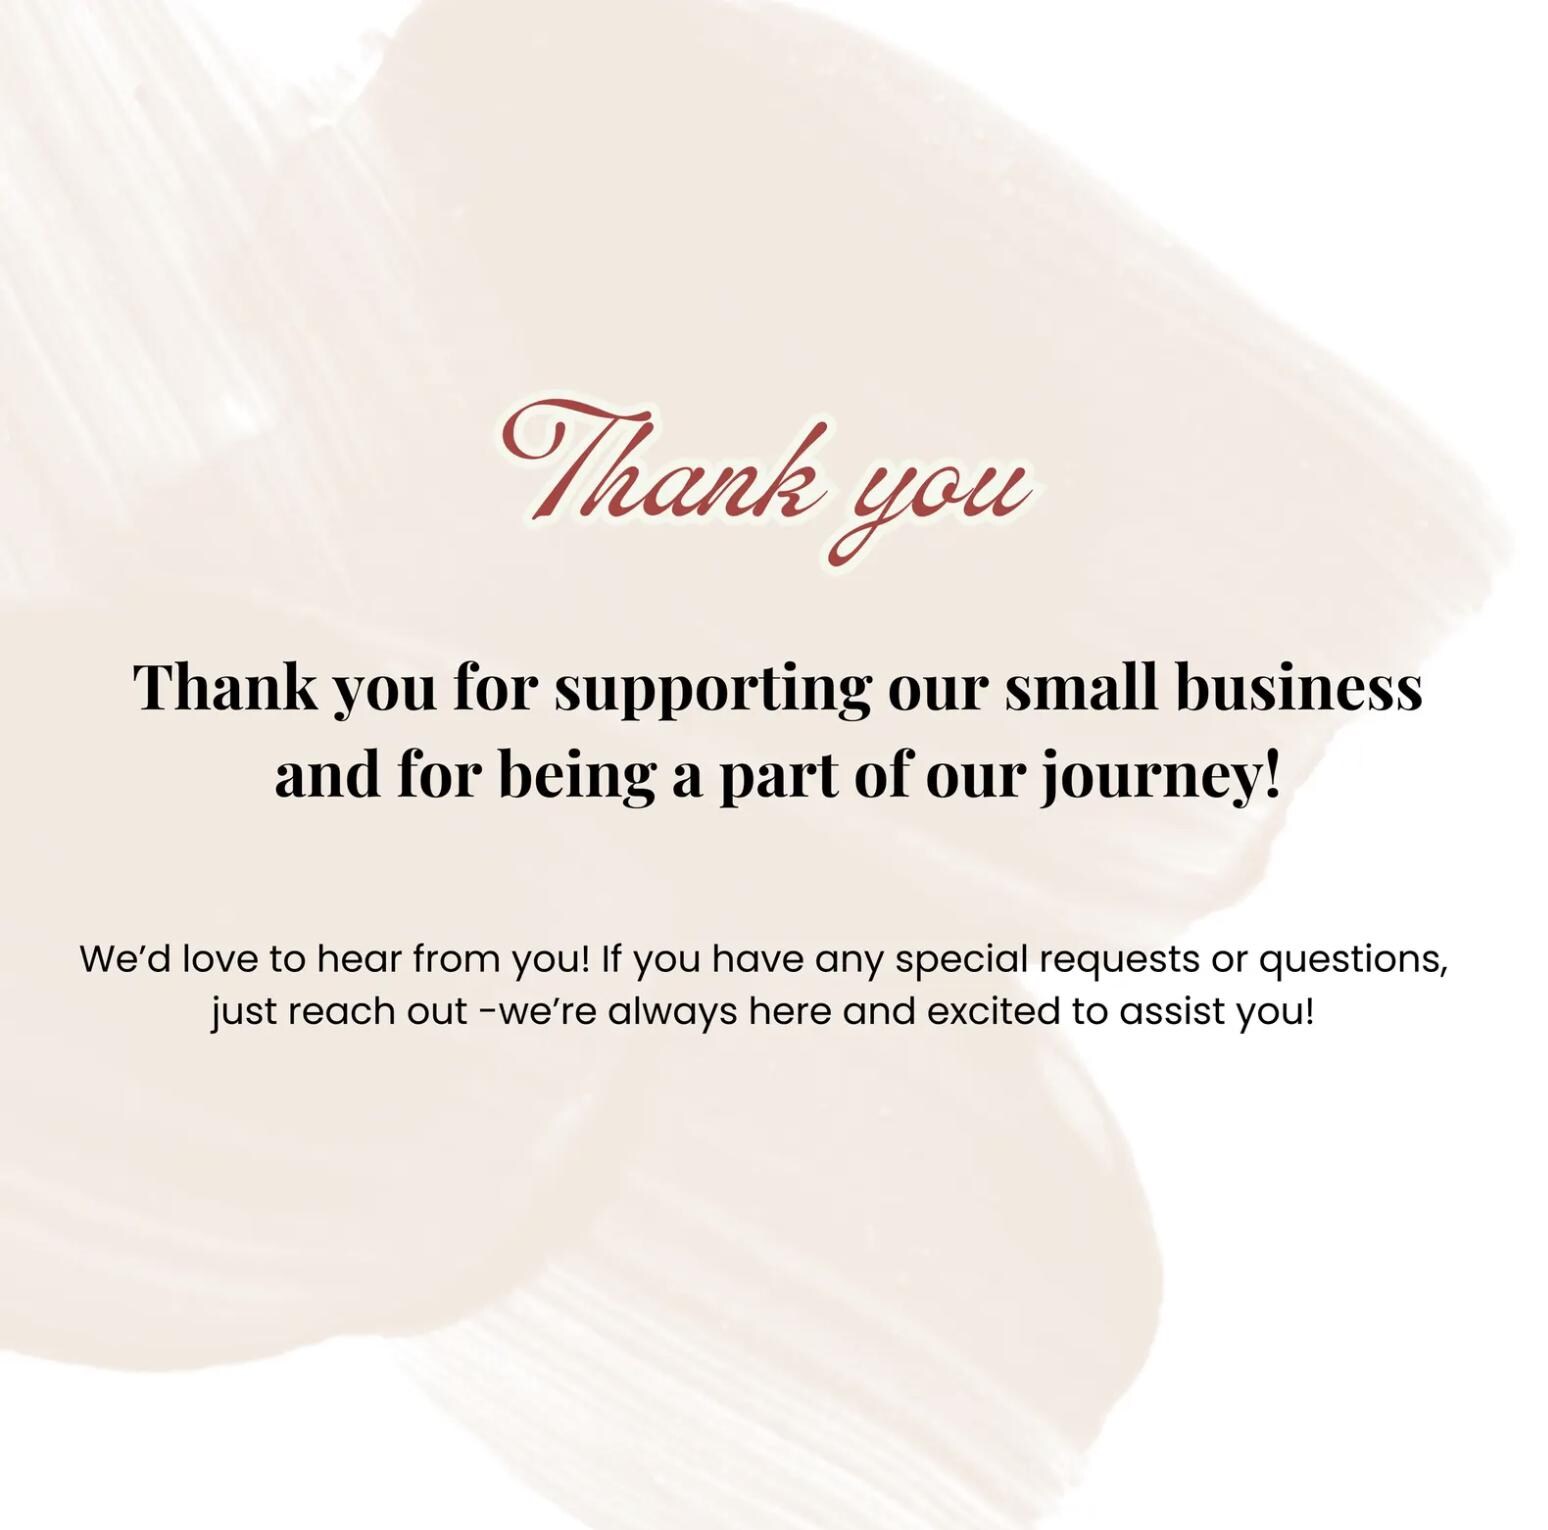 Thank you
Thank you for supporting our small business
and for being a part of our journey!
We’d love to hear from you! If you have any special requests or questions,
just reach out -we’re always here and excited to assist you!